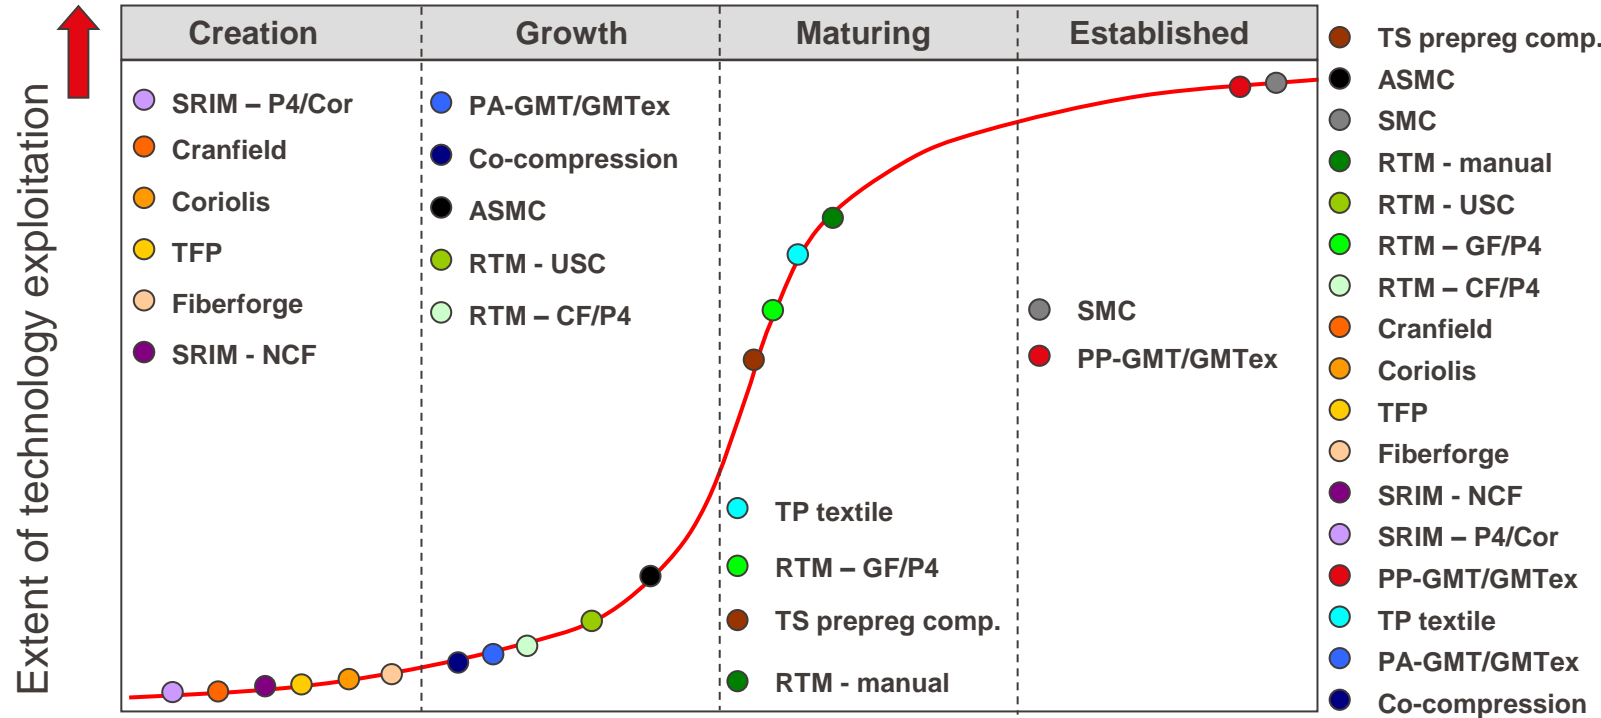 Extent of technology exploitation
Creation
Growth
Maturing
Established
SRIM – P4/Cor
Cranfield
Coriolis
TFP
Fiberforge
SRIM - NCF
PA-GMT/GMTex
Co-compression
ASMC
RTM - USC
RTM – CF/P4
TP textile
RTM – GF/P4
TS prepreg comp.
RTM - manual
SMC
PP-GMT/GMTex
TS prepreg comp.
ASMC
SMC
RTM - manual
RTM - USC
RTM – GF/P4
RTM – CF/P4
Cranfield
Coriolis
TFP
Fiberforge
SRIM - NCF
SRIM – P4/Cor
PP-GMT/GMTex
TP textile
PA-GMT/GMTex
Co-compression